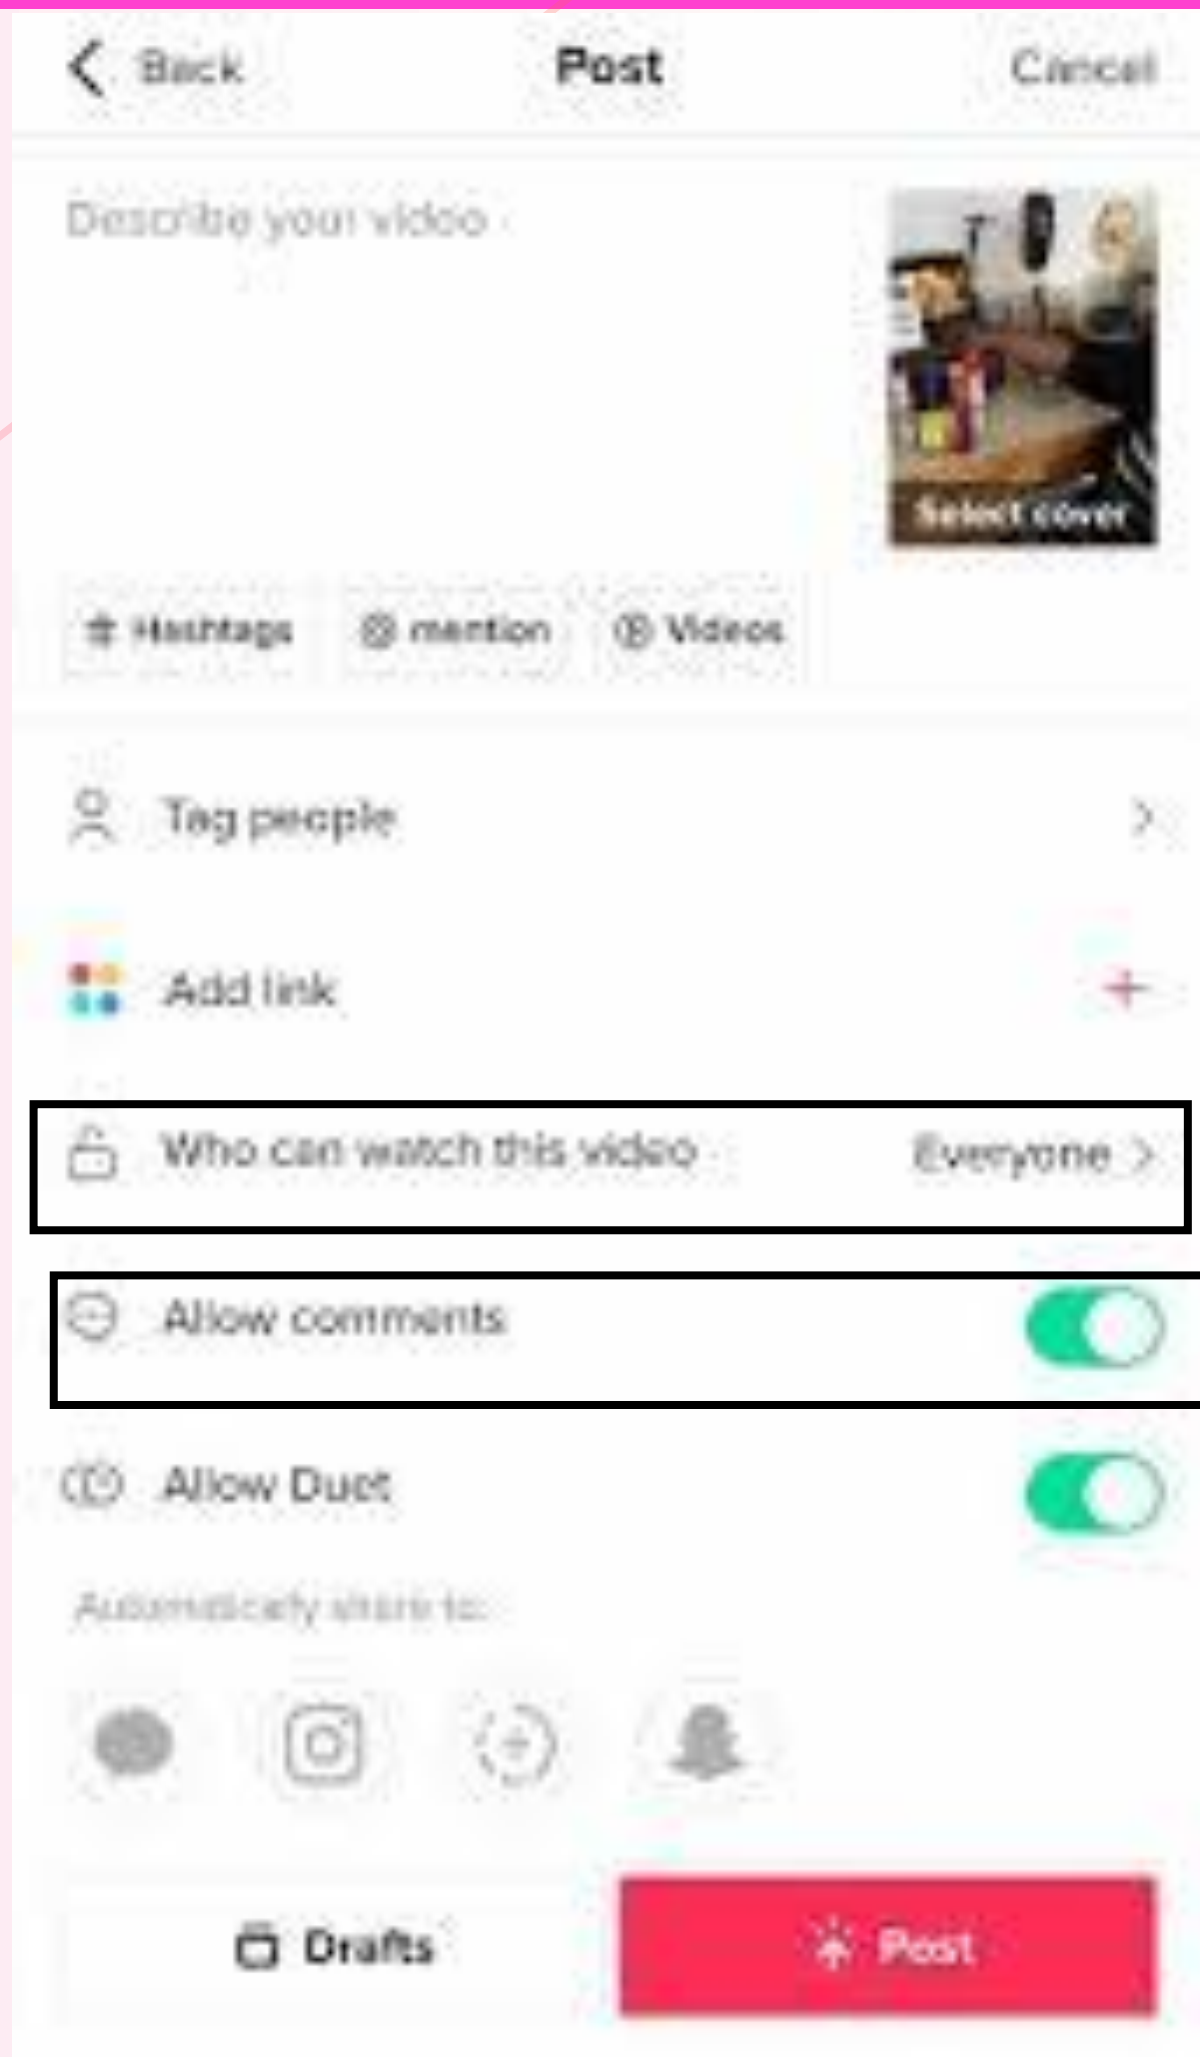 Back
Post
Cancel
Describe your video
Select cover
# Hashtags
@ mention
Videos
Tag people
Add link
Who can watch this video
Everyone
Allow comments
Allow Duet
Automatically share to:
Drafts
Post